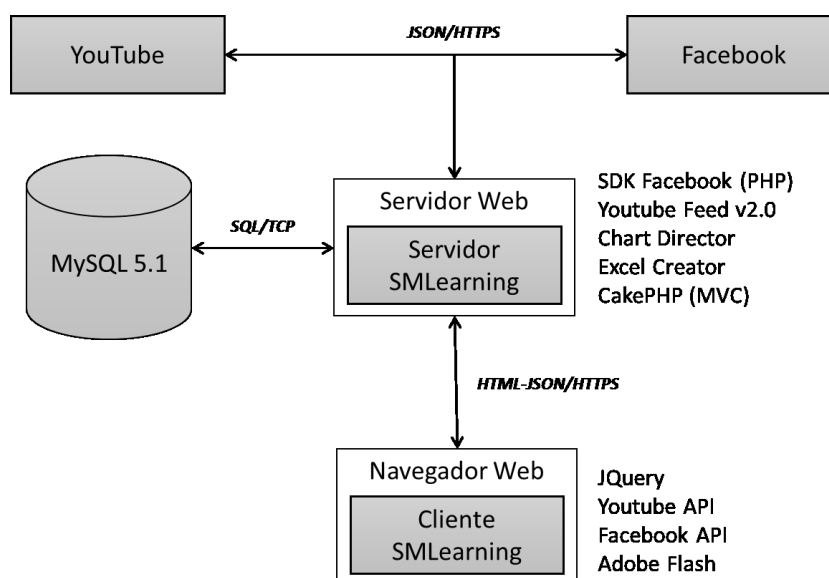 JSON/HTTPS
YouTube
Facebook
Servidor Web
Servidor
SMLearning
SQL/TCP
MySQL 5.1
SDK Facebook (PHP)
Youtube Feed v2.0
Chart Director
Excel Creator
CakePHP (MVC)
HTML-JSON/HTTPS
Navegador Web
Cliente
SMLearning
JQuery
Youtube API
Facebook API
Adobe Flash